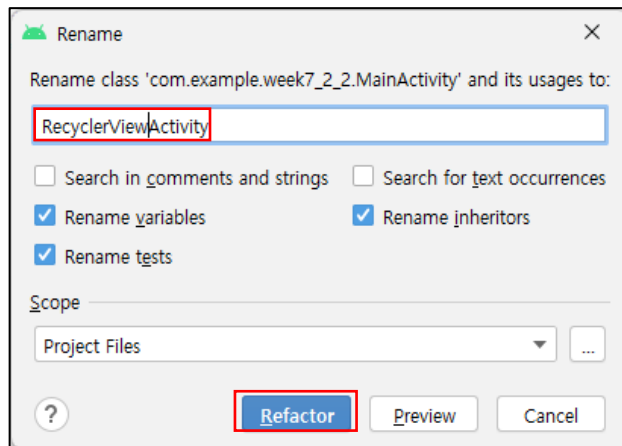 Rename
Rename class 'com.example.week7_2_2.MainActivity' and its usages to:
RecyclerViewActivity
Search in comments and strings Search for text occurrences
Rename variables Rename inheritors
Rename tests
Scope
Project Files ...
? Refactor Preview Cancel